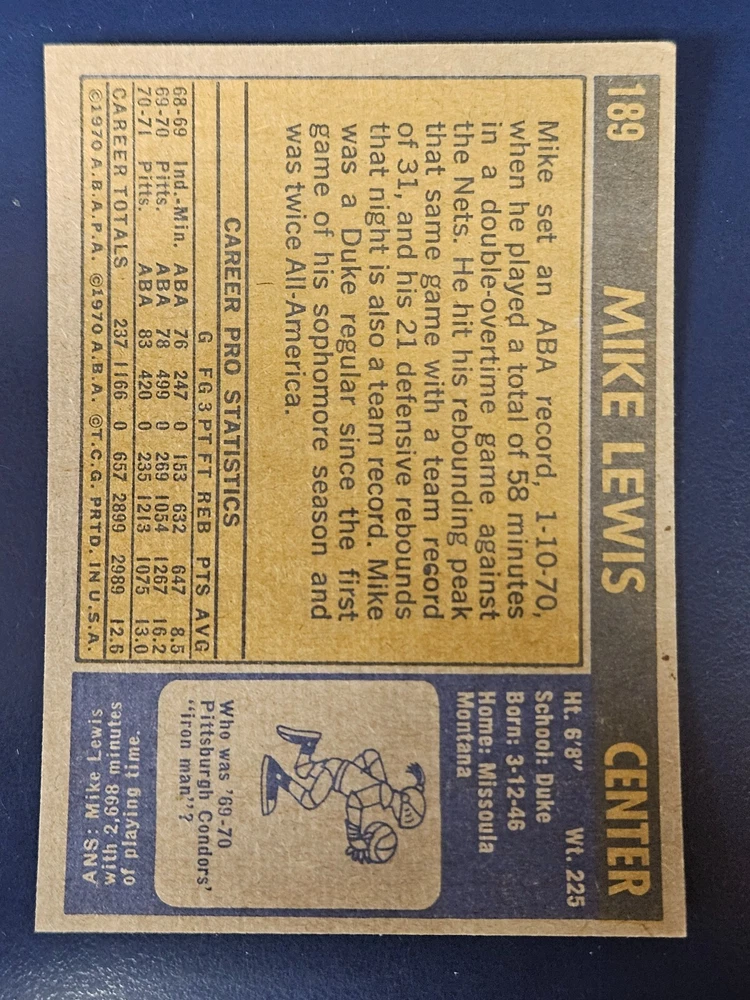 189 MIKE LEWIS CENTER
Mike set an ABA record, 1-10-70,
when he played a total of 58 minutes
in a double-overtime game against
the Nets. He hit his rebounding peak
that same game with a team record
of 31, and his 21 defensive rebounds
that night is also a team record. Mike
was a Duke regular since the first
game of his sophomore season and
was twice All-America.
CAREER PRO STATISTICS
G FG 3PT FT REB PTS AVG
68-69 Ind.-Min. ABA 76 247 0 153 632 647 8.5
69-70 Pitts. ABA 78 499 0 269 1054 1267 16.2
70-71 Pitts. ABA 83 420 0 235 1213 1075 13.0
CAREER TOTALS 237 1166 0 657 2899 2989 12.6
©1970 A.B.A.P.A. ©1970 A.B.A. ©T.C.G. PRTD. IN U.S.A.
Ht. 6'8" Wt. 225
School: Duke
Born: 3-12-46
Home: Missoula
Montana
Who was '69-70
Pittsburgh Condors'
"iron man."?
ANS: Mike Lewis
with 2,698 minutes
of playing time.